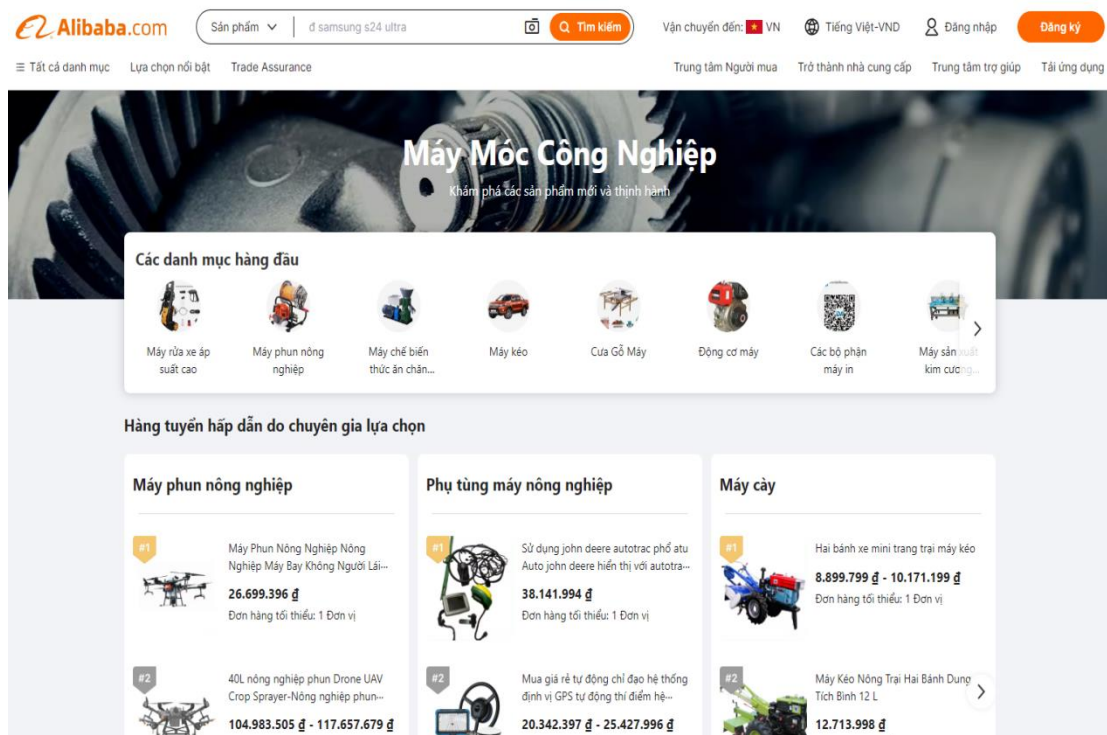 Alibaba.com
Sản phẩm
đ samsung s24 ultra
Tìm kiếm
Vận chuyển đến: VN
Tiếng Việt-VND
Đăng nhập
Đăng ký
Tất cả danh mục
Lựa chọn nổi bật
Trade Assurance
Trung tâm Người mua
Trở thành nhà cung cấp
Trung tâm trợ giúp
Tải ứng dụng
Máy Móc Công Nghiệp
Khám phá các sản phẩm mới và thịnh hành
Các danh mục hàng đầu
Máy rửa xe áp
suất cao
Máy phun nông
nghiệp
Máy chế biến
thức ăn chăn...
Máy kéo
Cưa Gỗ Máy
Động cơ máy
Các bộ phận
máy in
Máy sản xuất
kim cương...
Hàng tuyển hấp dẫn do chuyên gia lựa chọn
Máy phun nông nghiệp
#1
Máy Phun Nông Nghiệp Nông
Nghiệp Máy Bay Không Người Lái...
26.699.396 ₫
Đơn hàng tối thiểu: 1 Đơn vị
#2
40L nông nghiệp phun Drone UAV
Crop Sprayer-Nông nghiệp phun...
104.983.505 ₫ - 117.657.679 ₫
Phụ tùng máy nông nghiệp
#1
Sử dụng john deere autotrac phổ atu
Auto john deere hiển thị với autotra...
38.141.994 ₫
Đơn hàng tối thiểu: 1 Đơn vị
#2
Mua giá rẻ tự động chỉ đạo hệ thống
định vị GPS tự động thí điểm hệ...
20.342.397 ₫ - 25.427.996 ₫
Máy cày
#1
Hai bánh xe mini trang trại máy kéo
8.899.799 ₫ - 10.171.199 ₫
Đơn hàng tối thiểu: 1 Đơn vị
#2
Máy Kéo Nông Trại Hai Bánh Dung
Tích Bình 12 L
12.713.998 ₫